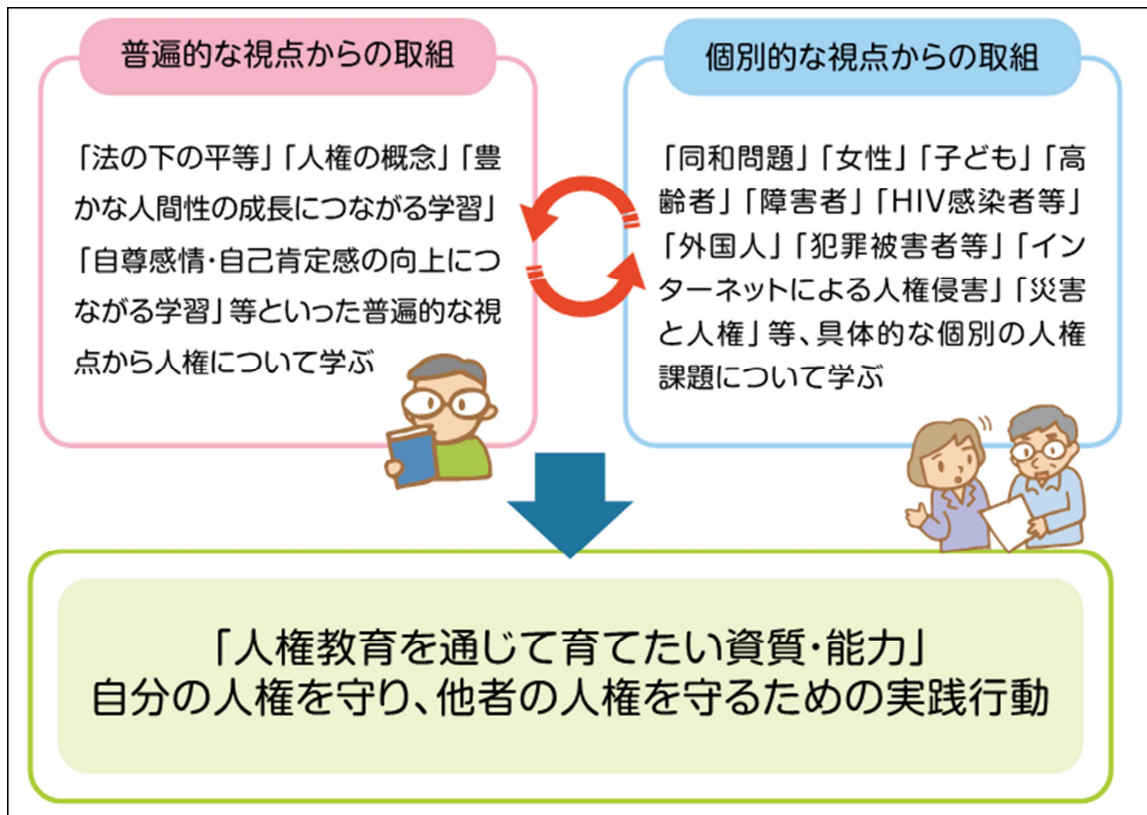 普遍的な視点からの取組
「法の下の平等」「人権の概念」「豊
かな人間性の成長につながる学習」
「自尊感情・自己肯定感の向上につ
ながる学習」等といった普遍的な視
点から人権について学ぶ
個別的な視点からの取組
「同和問題」「女性」「子ども」「高
齢者」「障害者」「HIV感染者等」
「外国人」「犯罪被害者等」「イン
ターネットによる人権侵害」「災害
と人権」等、具体的な個別の人権
課題について学ぶ
「人権教育を通じて育てたい資質・能力」
自分の人権を守り、他者の人権を守るための実践行動